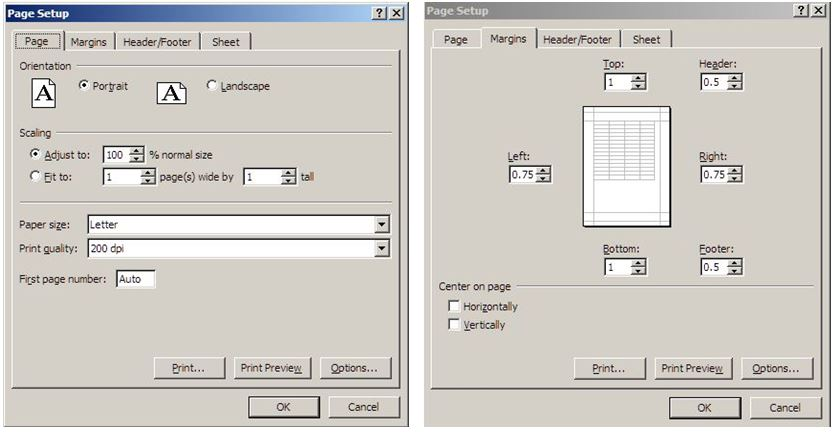 Page Setup
Page Margins Header/Footer Sheet
Orientation
A Portrait A Landscape
Scaling
Adjust to: 100 % normal size
Fit to: 1 page(s) wide by 1 tall
Paper size: Letter
Print quality: 200 dpi
First page number: Auto
Print... Print Preview Options...
OK Cancel
Page Setup
Page Margins Header/Footer Sheet
Top: Header:
1 0.5
Left: Right:
0.75 0.75
Bottom: Footer:
1 0.5
Center on page
Horizontally
Vertically
Print... Print Preview Options...
OK Cancel